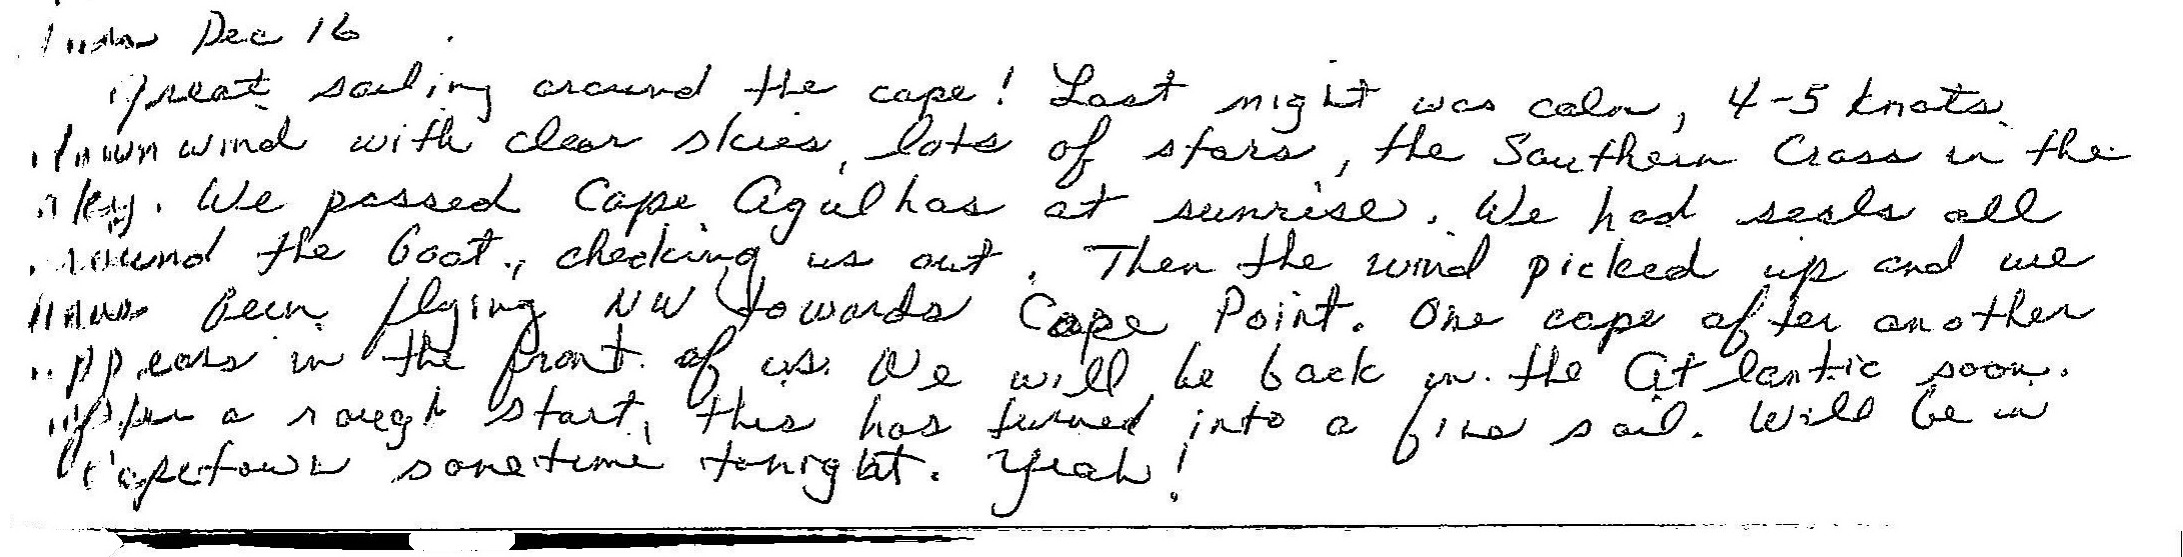 Dec 16
Great sailing around the cape! Last night was calm, 4-5 knots
downwind with clear skies, lots of stars, the Southern Cross in the
sky. We passed Cape Agulhas at sunrise. We had seals all
around the boat, checking us out. Then the wind picked up and we
have been flying NW towards Cape Point. One cape after another
appears in the front of us. We will be back in the Atlantic soon.
After a rough start, this has turned into a fine sail. Will be in
Capetown sometime tonight. Yeah!